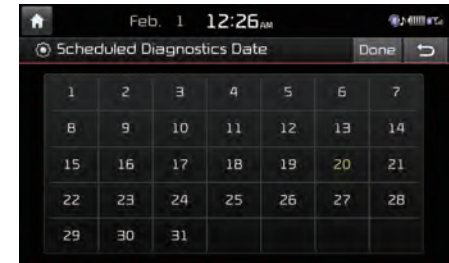 Feb. 1 12:26 AM
Scheduled Diagnostics Date Done
1 2 3 4 5 6 7
8 9 10 11 12 13 14
15 16 17 18 19 20 21
22 23 24 25 26 27 28
29 30 31